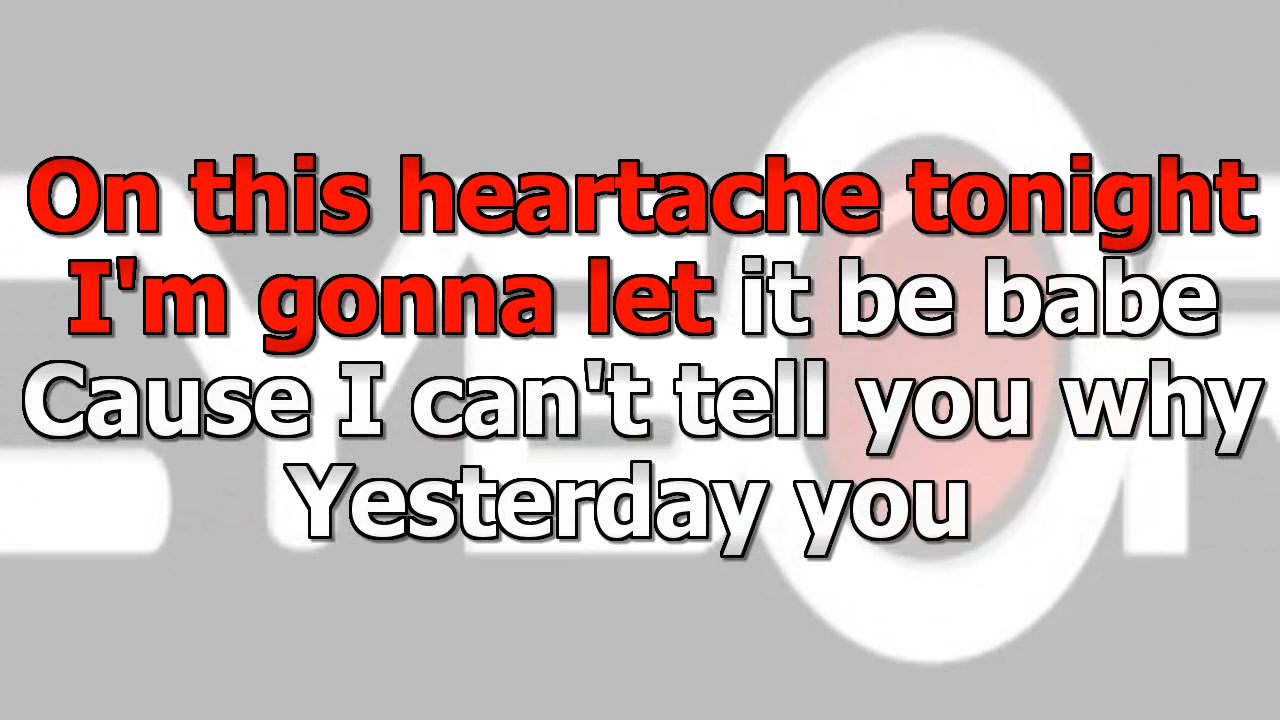 On this heartache tonight
I'm gonna let it be babe
Cause I can't tell you why
Yesterday you